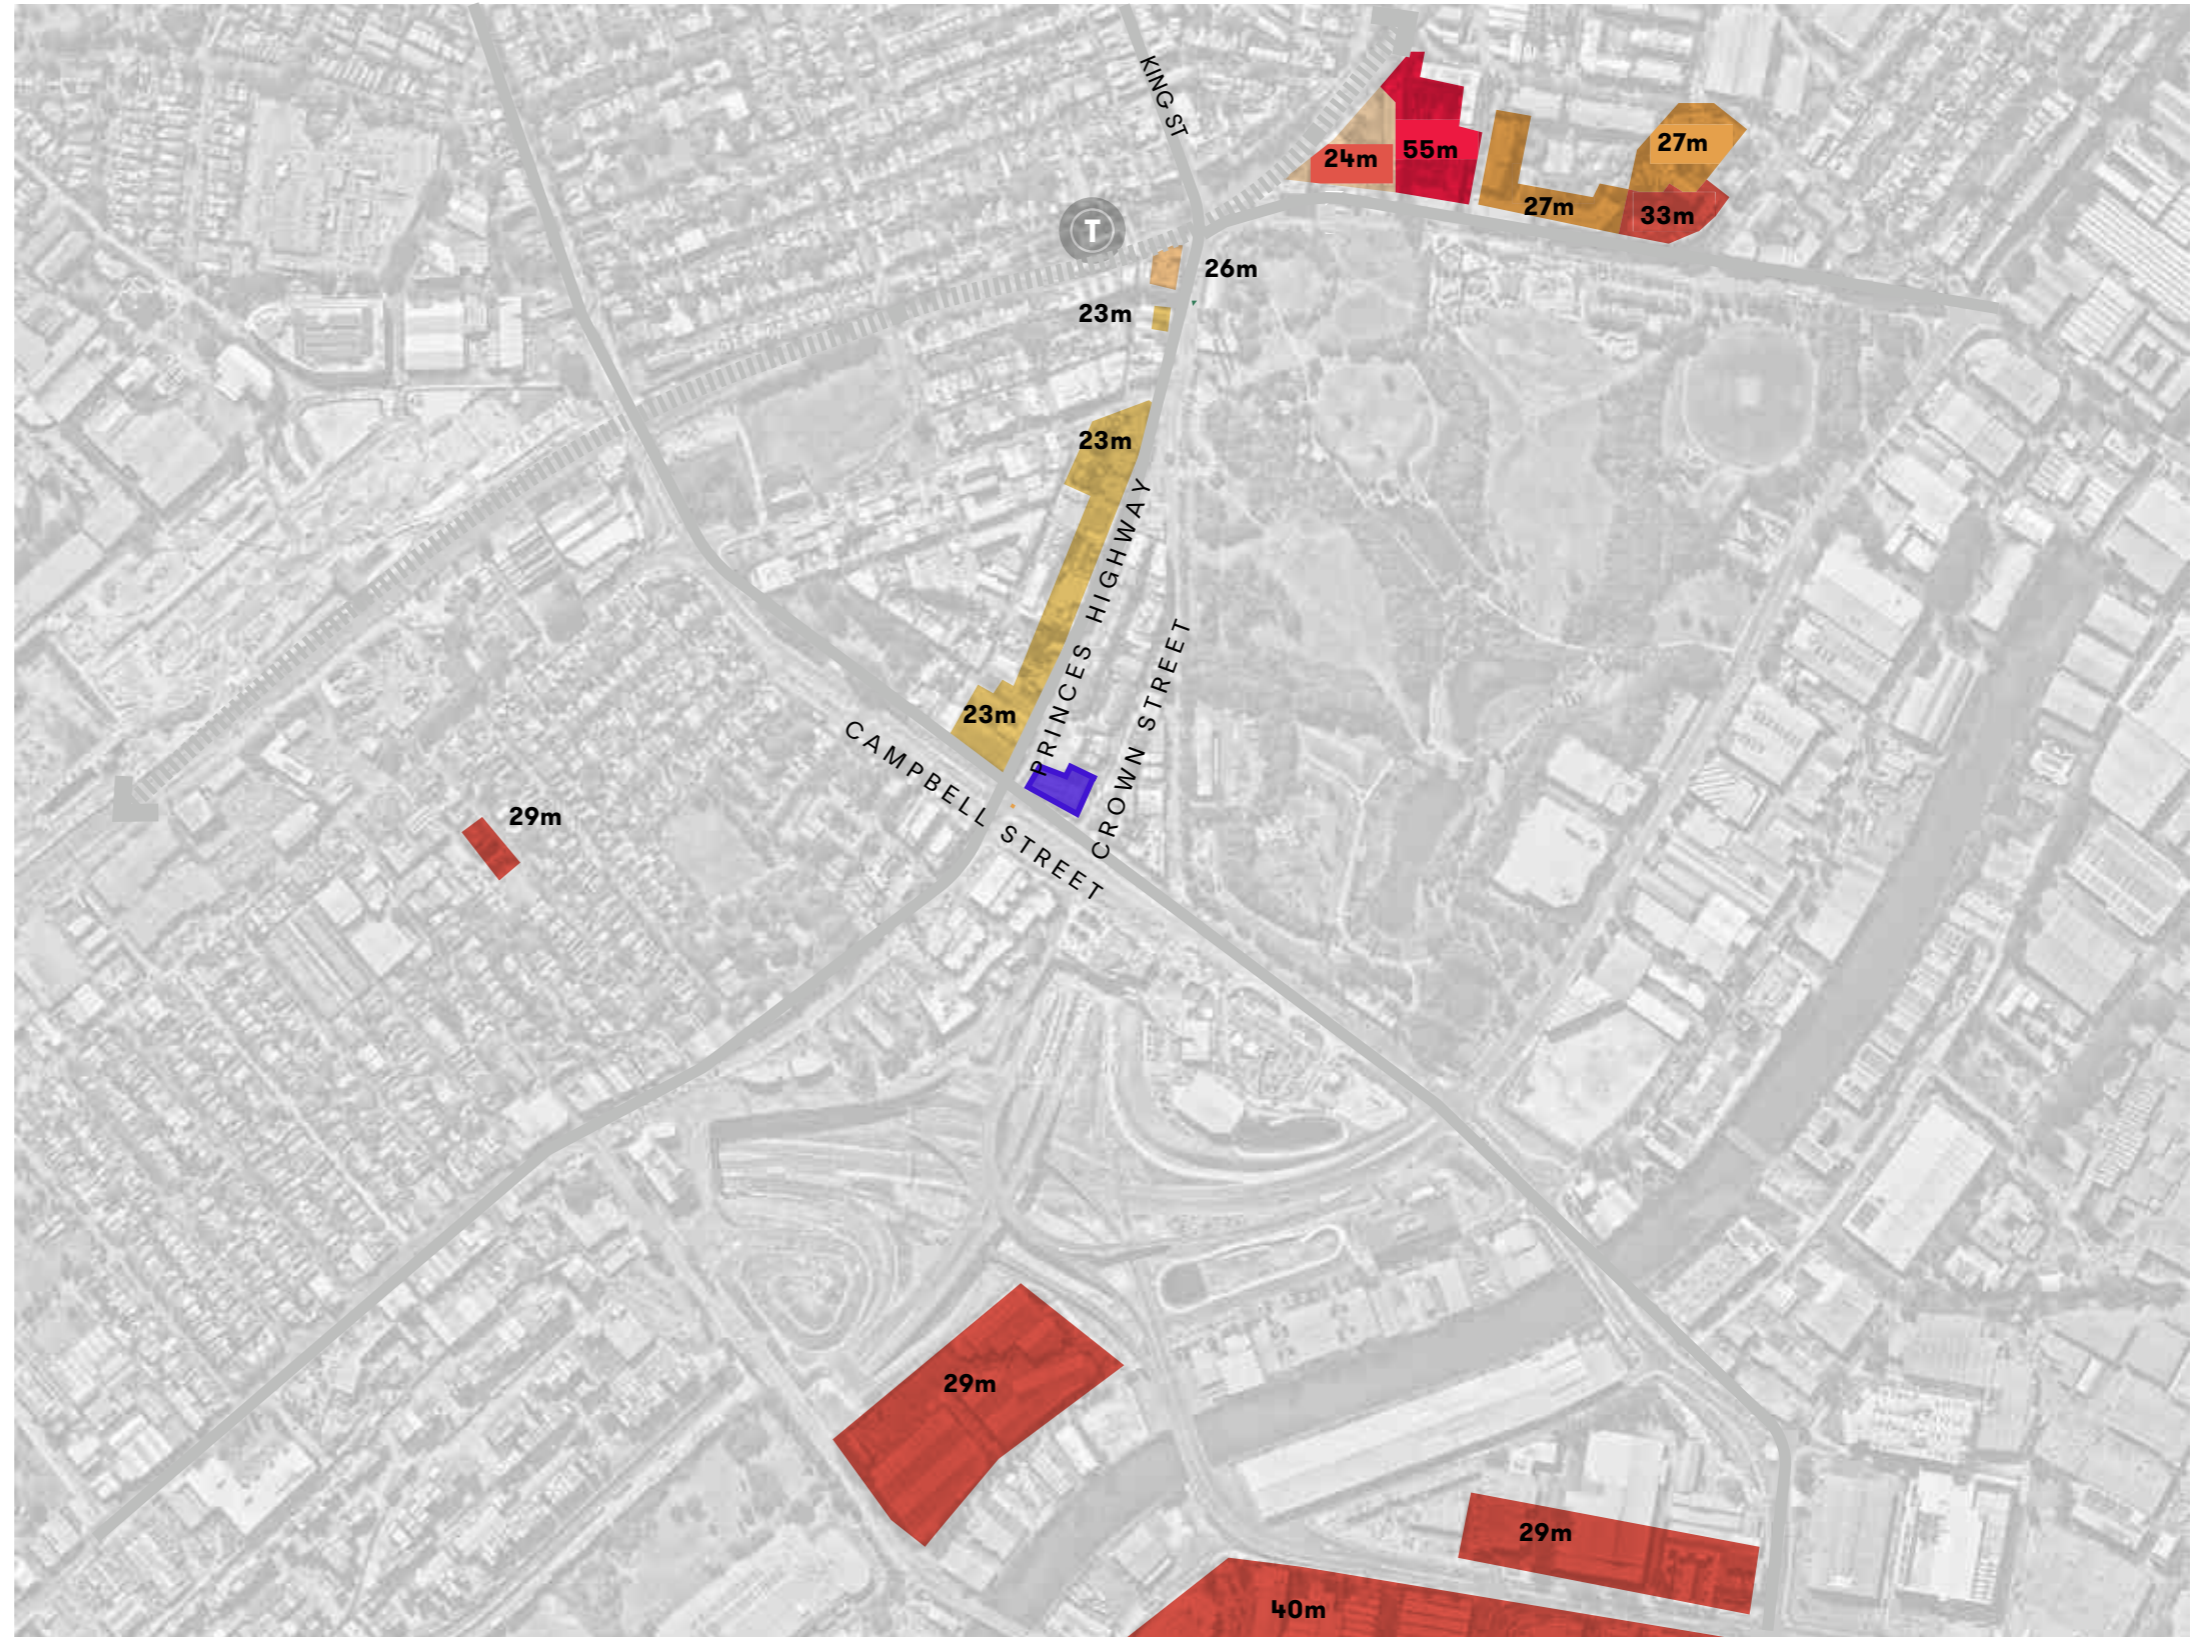 KING ST
24m
55m
27m
27m
33m
T
26m
23m
23m
PRINCES HIGHWAY
CROWN STREET
23m
CAMPBELL STREET
29m
29m
29m
40m